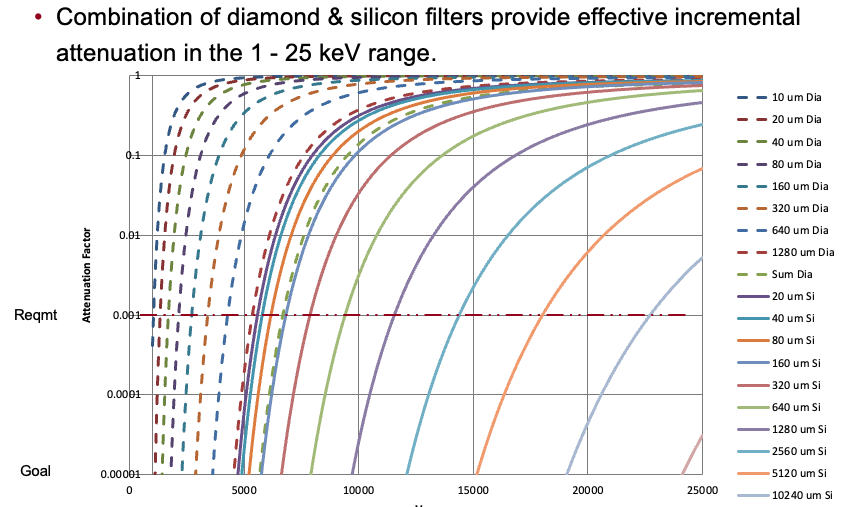 • Combination of diamond & silicon filters provide effective incremental
attenuation in the 1 - 25 keV range.
1
0.1
0.01
0.001
0.0001
0.00001
Reqmt
Goal
Attenuation Factor
0 5000 10000 15000 20000 25000
10 um Dia
20 um Dia
40 um Dia
80 um Dia
160 um Dia
320 um Dia
640 um Dia
1280 um Dia
Sum Dia
20 um Si
40 um Si
80 um Si
160 um Si
320 um Si
640 um Si
1280 um Si
2560 um Si
5120 um Si
10240 um Si